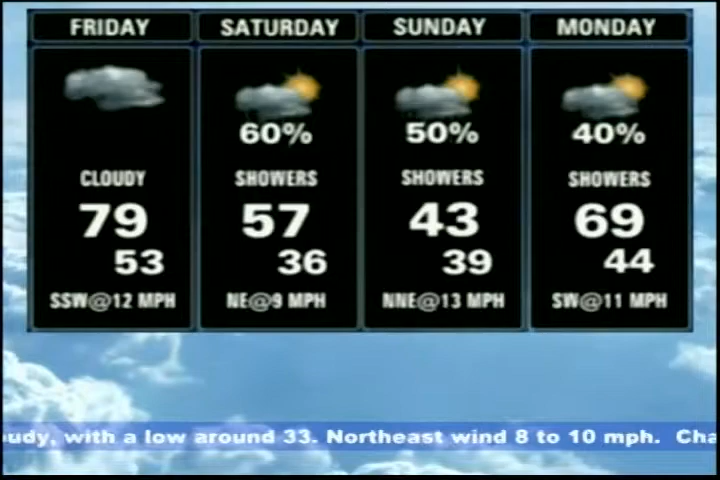 FRIDAY
CLOUDY
79
53
SSW@12 MPH
SATURDAY
60%
SHOWERS
57
36
NE@9 MPH
SUNDAY
50%
SHOWERS
43
39
NNE@13 MPH
MONDAY
40%
SHOWERS
69
44
SW@11 MPH
oudy, with a low around 33. Northeast wind 8 to 10 mph. Cha